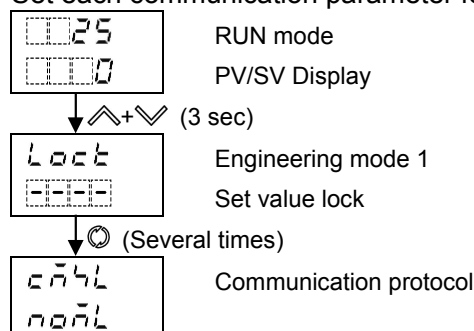 Set each communication parameter
25 RUN mode
0 PV/SV Display
+ (3 sec)
Lock Engineering mode 1
---- Set value lock
(Several times)
cmSL Communication protocol
nomL